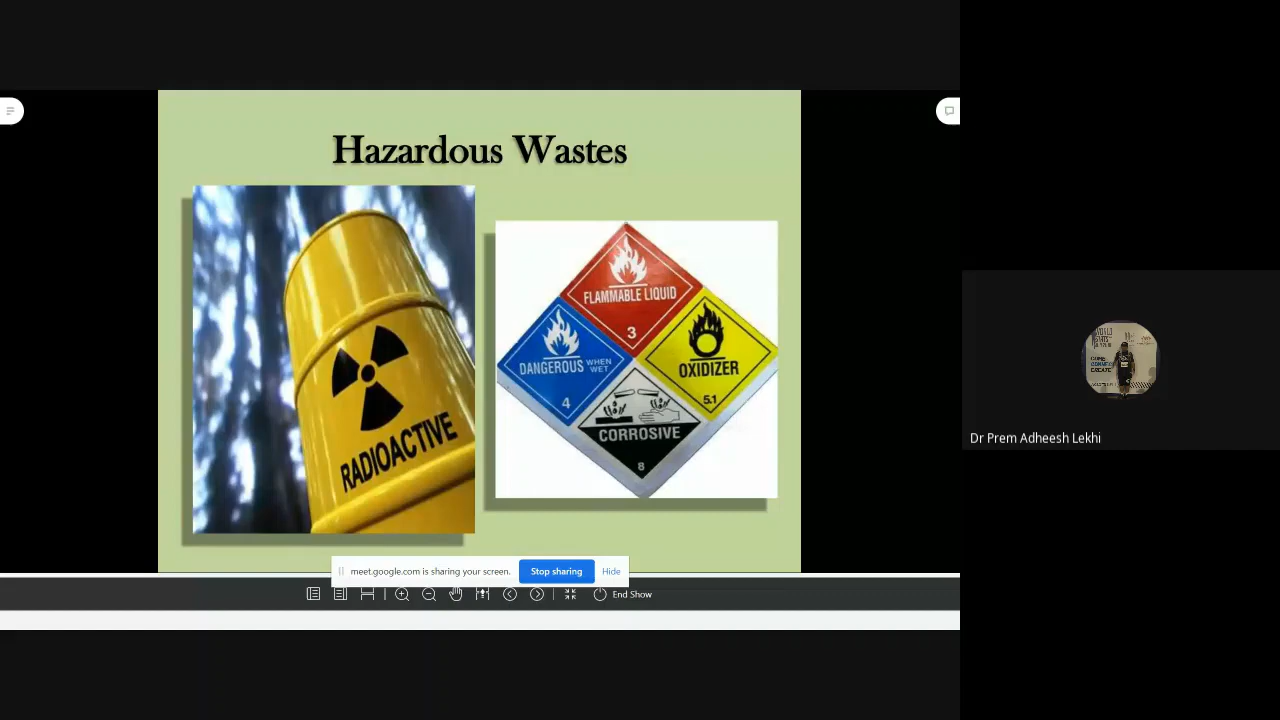 Hazardous Wastes
RADIOACTIVE
FLAMMABLE LIQUID
3
DANGEROUS WHEN WET
4
OXIDIZER
5.1
CORROSIVE
8
meet.google.com is sharing your screen.
Stop sharing
Hide
End Show
Dr Prem Adheesh Lekhi